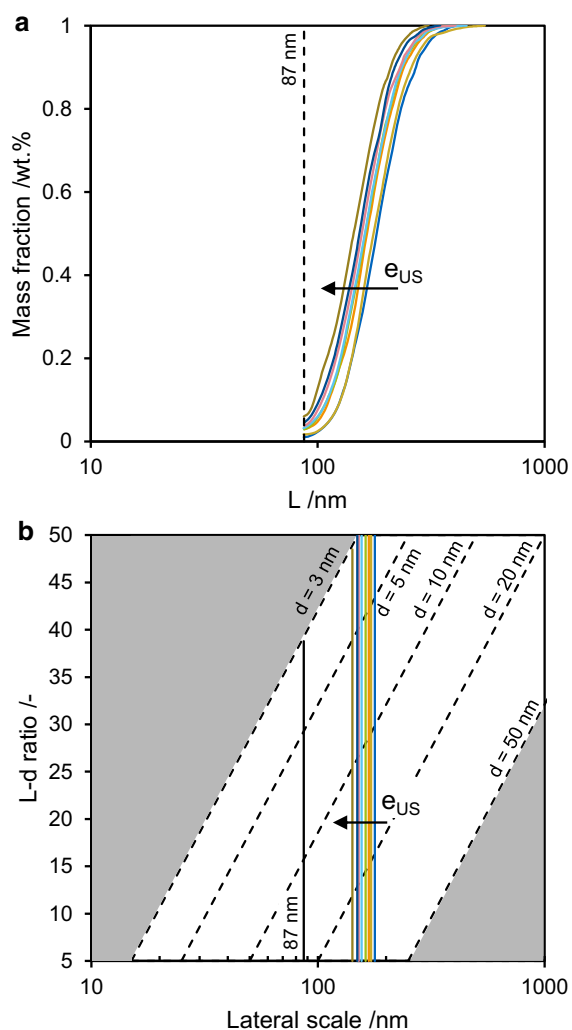 a
1
0.8
0.6
0.4
0.2
0
Mass fraction /wt.%
87 nm
eUS
10
100
1000
L /nm
b
50
45
40
35
30
25
20
15
10
5
L-d ratio /-
d = 3 nm
d = 5 nm
d = 10 nm
d = 20 nm
d = 50 nm
eUS
87 nm
10
100
1000
Lateral scale /nm